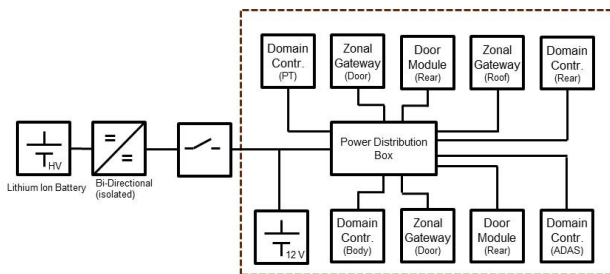 Domain
Contr.
(PT)
Zonal
Gateway
(Door)
Door
Module
(Rear)
Zonal
Gateway
(Roof)
Domain
Contr.
(Rear)
HV
Lithium Ion Battery
=
=
Bi-Directional
(isolated)
Power Distribution
Box
12 V
Domain
Contr.
(Body)
Zonal
Gateway
(Door)
Door
Module
(Rear)
Domain
Contr.
(ADAS)